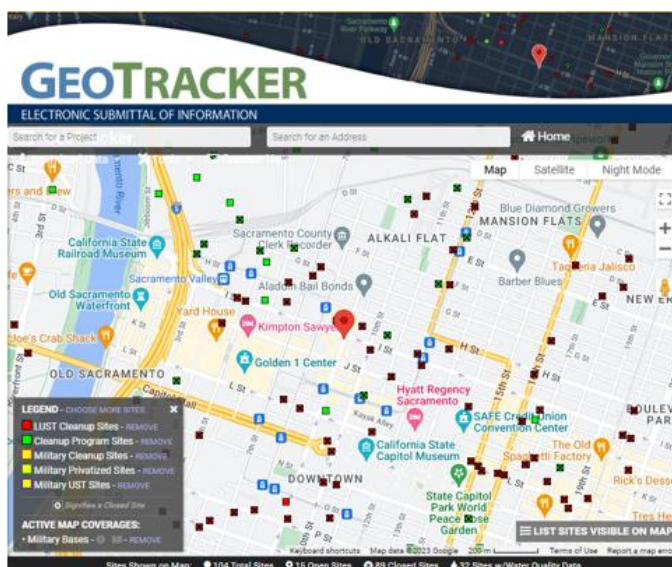 GEOTRACKER
ELECTRONIC SUBMITTAL OF INFORMATION
Search for a Project
Search for an Address
Home
Map
Satellite
Night Mode
OLD SACRAMENTO
MANSION FLATS
Blue Diamond Growers
MANSION FLATS
California State
Railroad Museum
Sacramento County
Clerk Recorder
ALKALI FLAT
Taqueria Jalisco
Barber Blues
Sacramento Valley
Aladdin Bail Bonds
Old Sacramento
Waterfront
Yard House
Kimpton Sawyer
Joe's Crab Shack
Golden 1 Center
OLD SACRAMENTO
Capitol Mall
Hyatt Regency
Sacramento
Kayak Alley
SAFE Credit Union
Convention Center
California State
Capitol Museum
The Old
Spaghetti Factory
Rick's Desse
DOWNTOWN
State Capitol
Park World
Peace Rose
Garden
Tres He
LEGEND - CHOOSE MORE SITES
LUST Cleanup Sites - REMOVE
Cleanup Program Sites - REMOVE
Military Cleanup Sites - REMOVE
Military Privatized Sites - REMOVE
Military UST Sites - REMOVE
Signifies a Closed Site
ACTIVE MAP COVERAGES:
• Military Bases - REMOVE
LIST SITES VISIBLE ON MAP
Keyboard shortcuts
Map data ©2023 Google
200 m
Terms of Use
Report a map error
Sites Shown on Map: 104 Total Sites 15 Open Sites 89 Closed Sites 32 Sites w/Water Quality Data